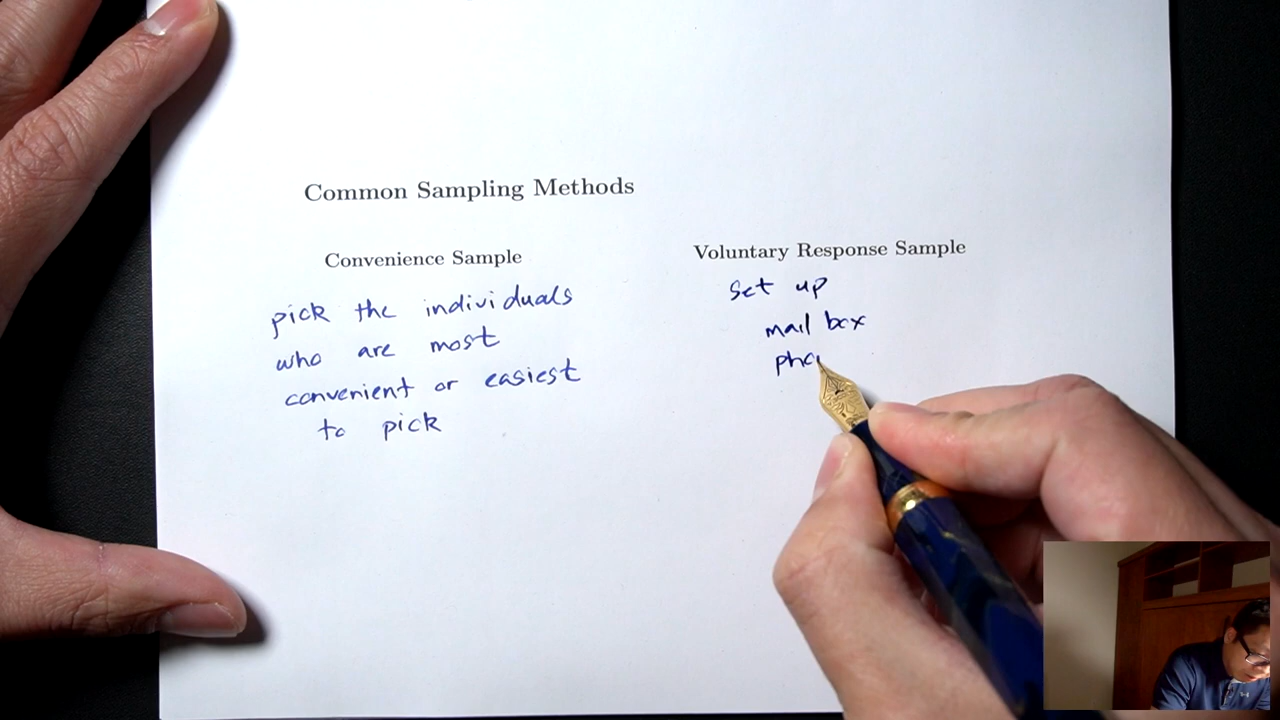 Common Sampling Methods
Convenience Sample
pick the individuals
who are most
convenient or easiest
to pick
Voluntary Response Sample
Set up
mail box
pho